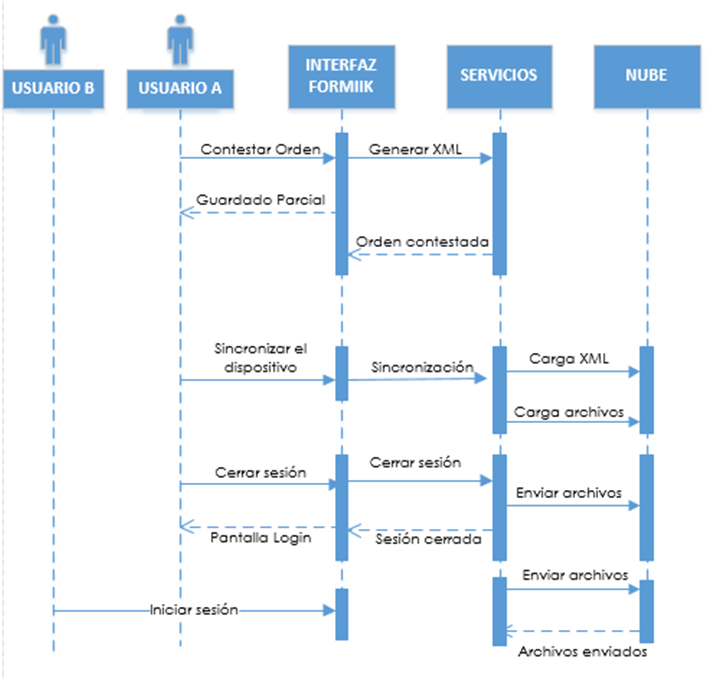 USUARIO B
USUARIO A
INTERFAZ
FORMIIK
SERVICIOS
NUBE
Contestar Orden
Generar XML
Guardado Parcial
Orden contestada
Sincronizar el
dispositivo
Sincronización
Carga XML
Carga archivos
Cerrar sesión
Cerrar sesión
Enviar archivos
Pantalla Login
Sesión cerrada
Enviar archivos
Iniciar sesión
Archivos enviados